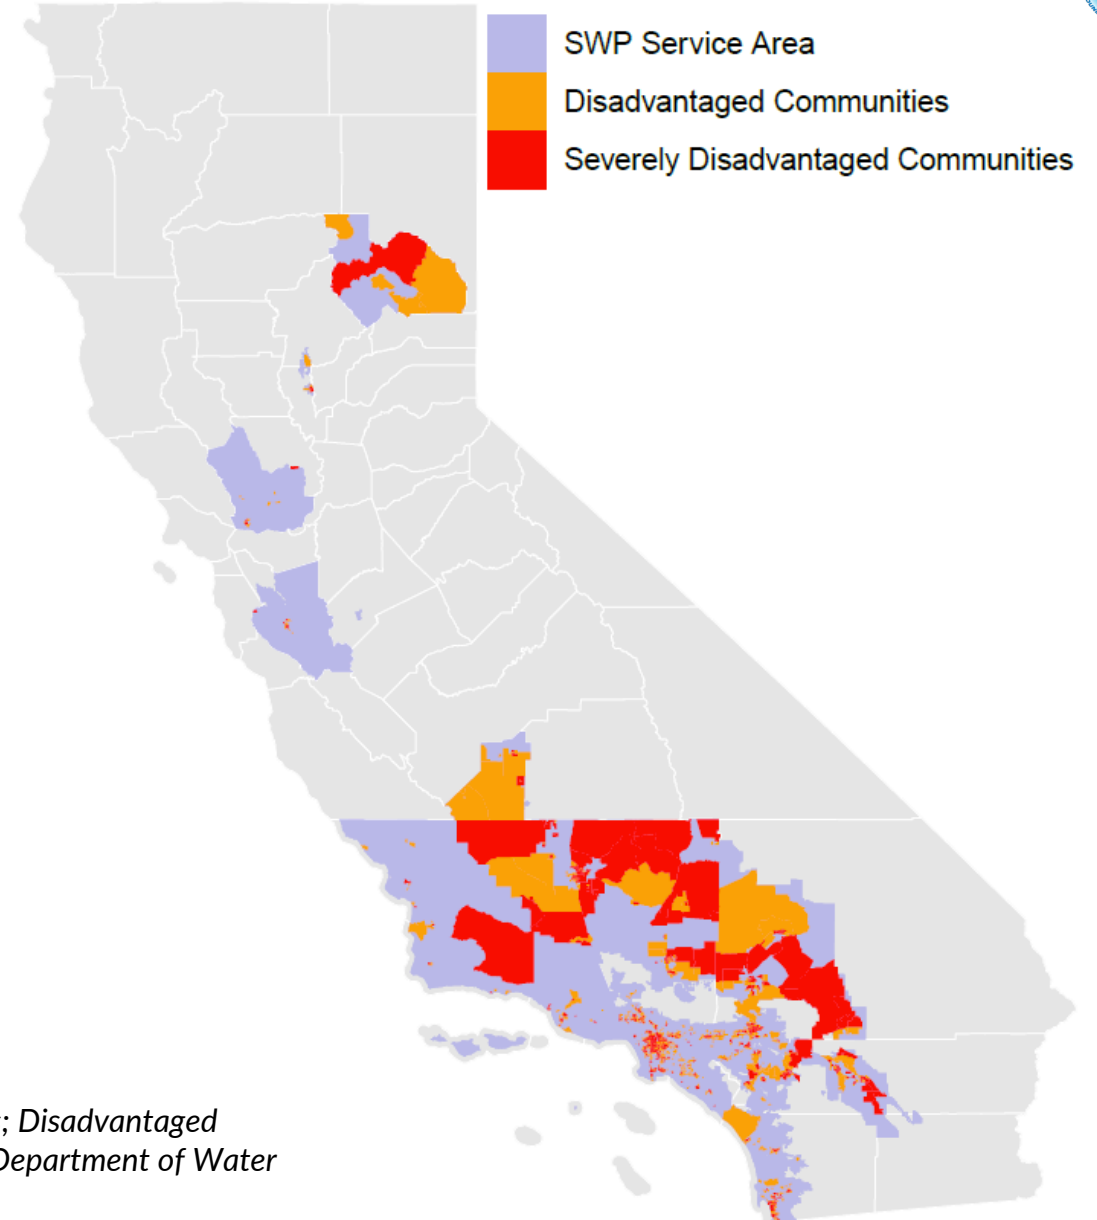 SWP Service Area
Disadvantaged Communities
Severely Disadvantaged Communities
; Disadvantaged
Department of Water